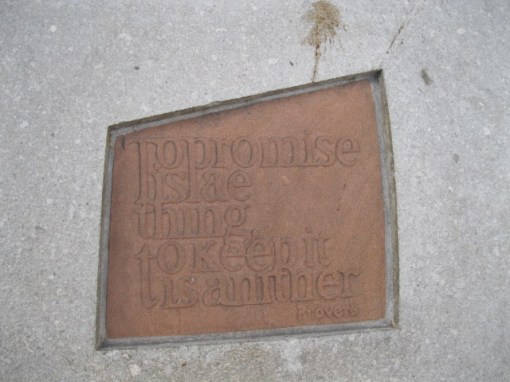 To promise
is ae
thing
to keep it
is anither
Proverb